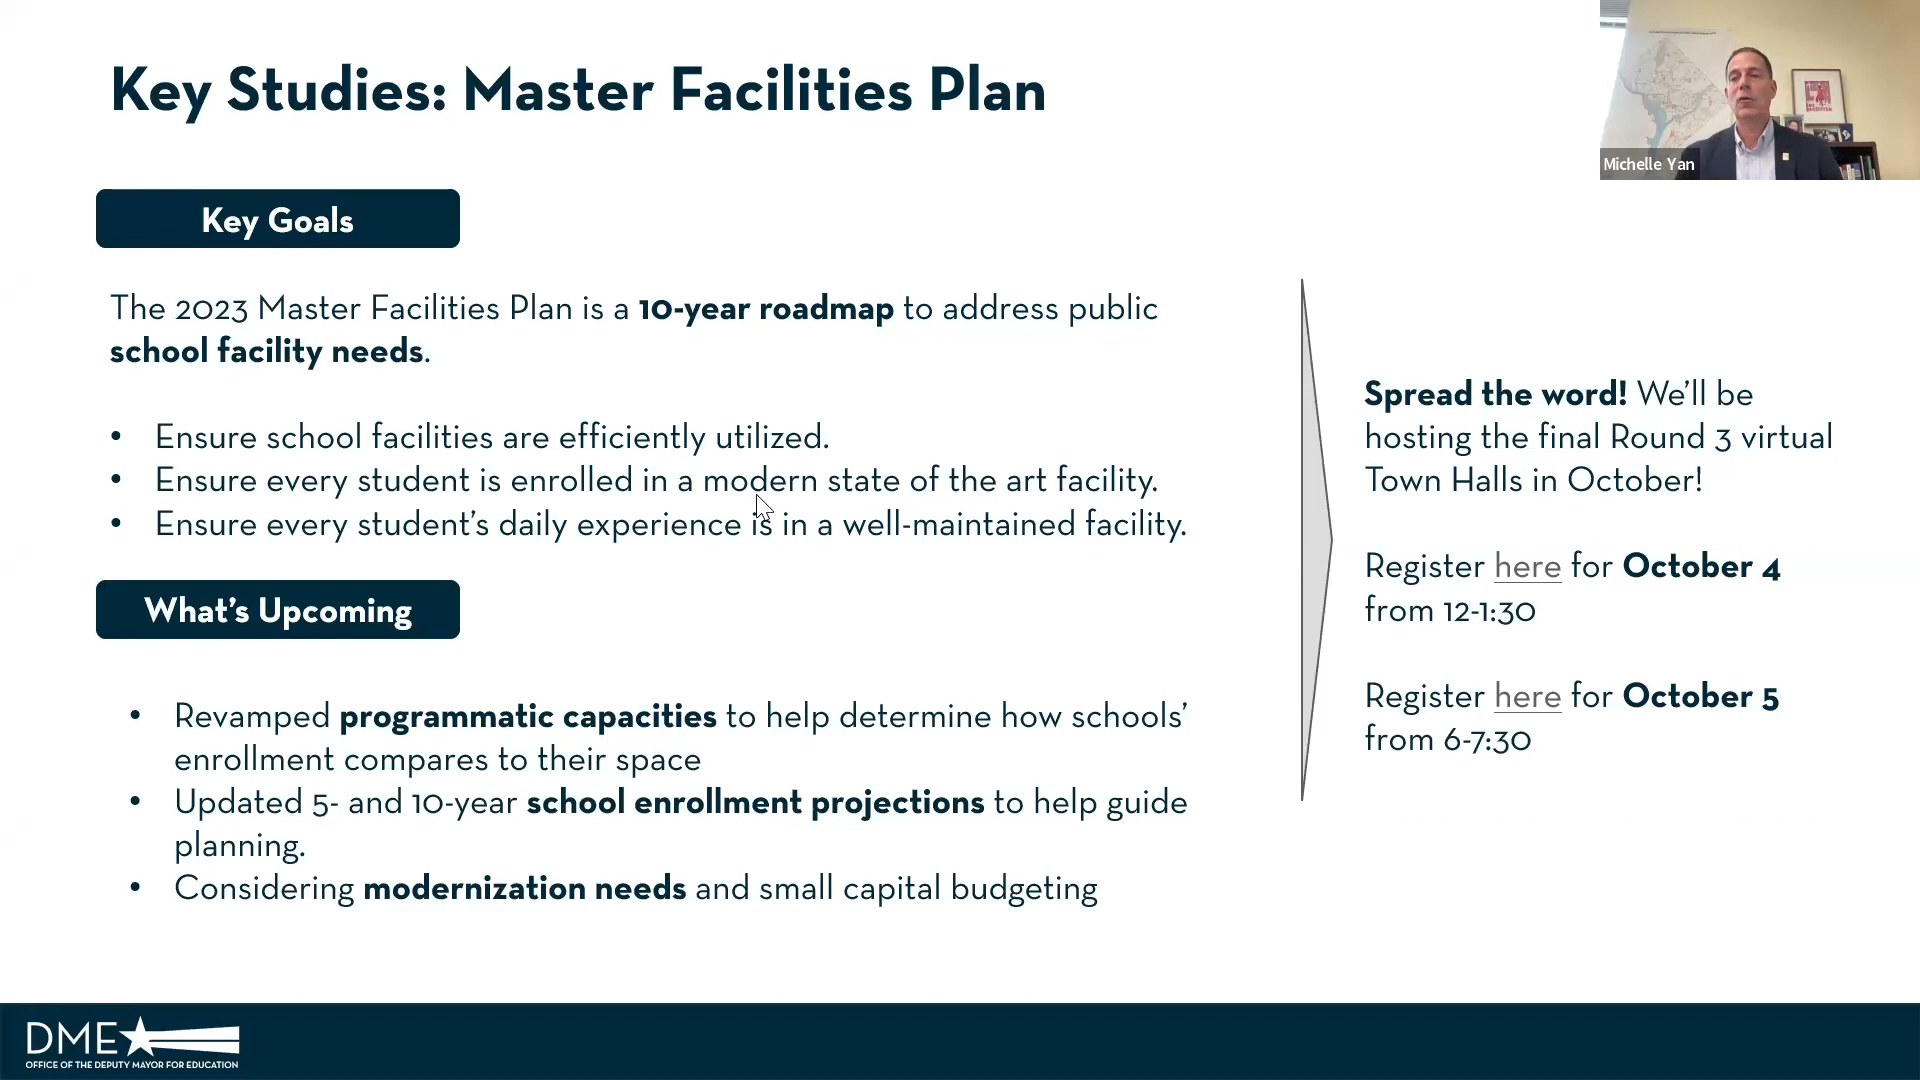 Key Studies: Master Facilities Plan
Michelle Yan
Key Goals
The 2023 Master Facilities Plan is a 10-year roadmap to address public
school facility needs.
• Ensure school facilities are efficiently utilized.
• Ensure every student is enrolled in a modern state of the art facility.
• Ensure every student’s daily experience is in a well-maintained facility.
What’s Upcoming
• Revamped programmatic capacities to help determine how schools’
enrollment compares to their space
• Updated 5- and 10-year school enrollment projections to help guide
planning.
• Considering modernization needs and small capital budgeting
Spread the word! We’ll be
hosting the final Round 3 virtual
Town Halls in October!
Register here for October 4
from 12-1:30
Register here for October 5
from 6-7:30
DME
OFFICE OF THE DEPUTY MAYOR FOR EDUCATION